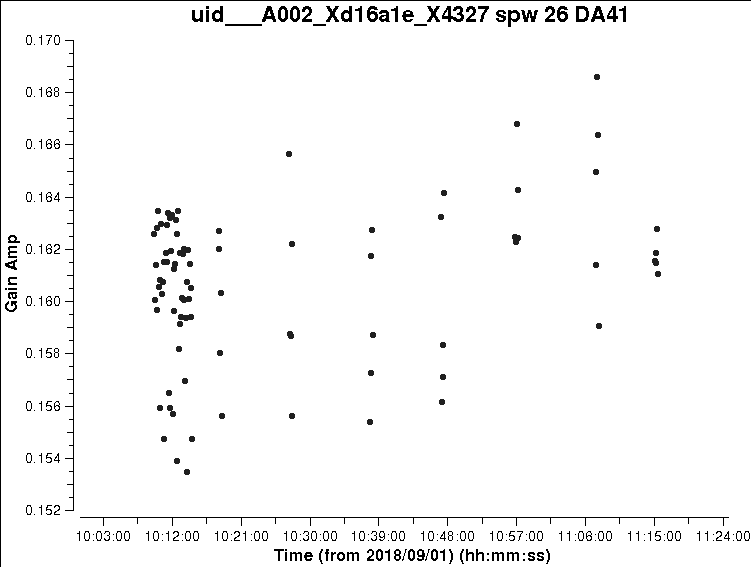 uid___A002_Xd16a1e_X4327 spw 26 DA41
0.170
0.168
0.166
0.164
0.162
0.160
0.158
0.156
0.154
0.152
Gain Amp
10:03:00 10:12:00 10:21:00 10:30:00 10:39:00 10:48:00 10:57:00 11:06:00 11:15:00 11:24:00
Time (from 2018/09/01) (hh:mm:ss)